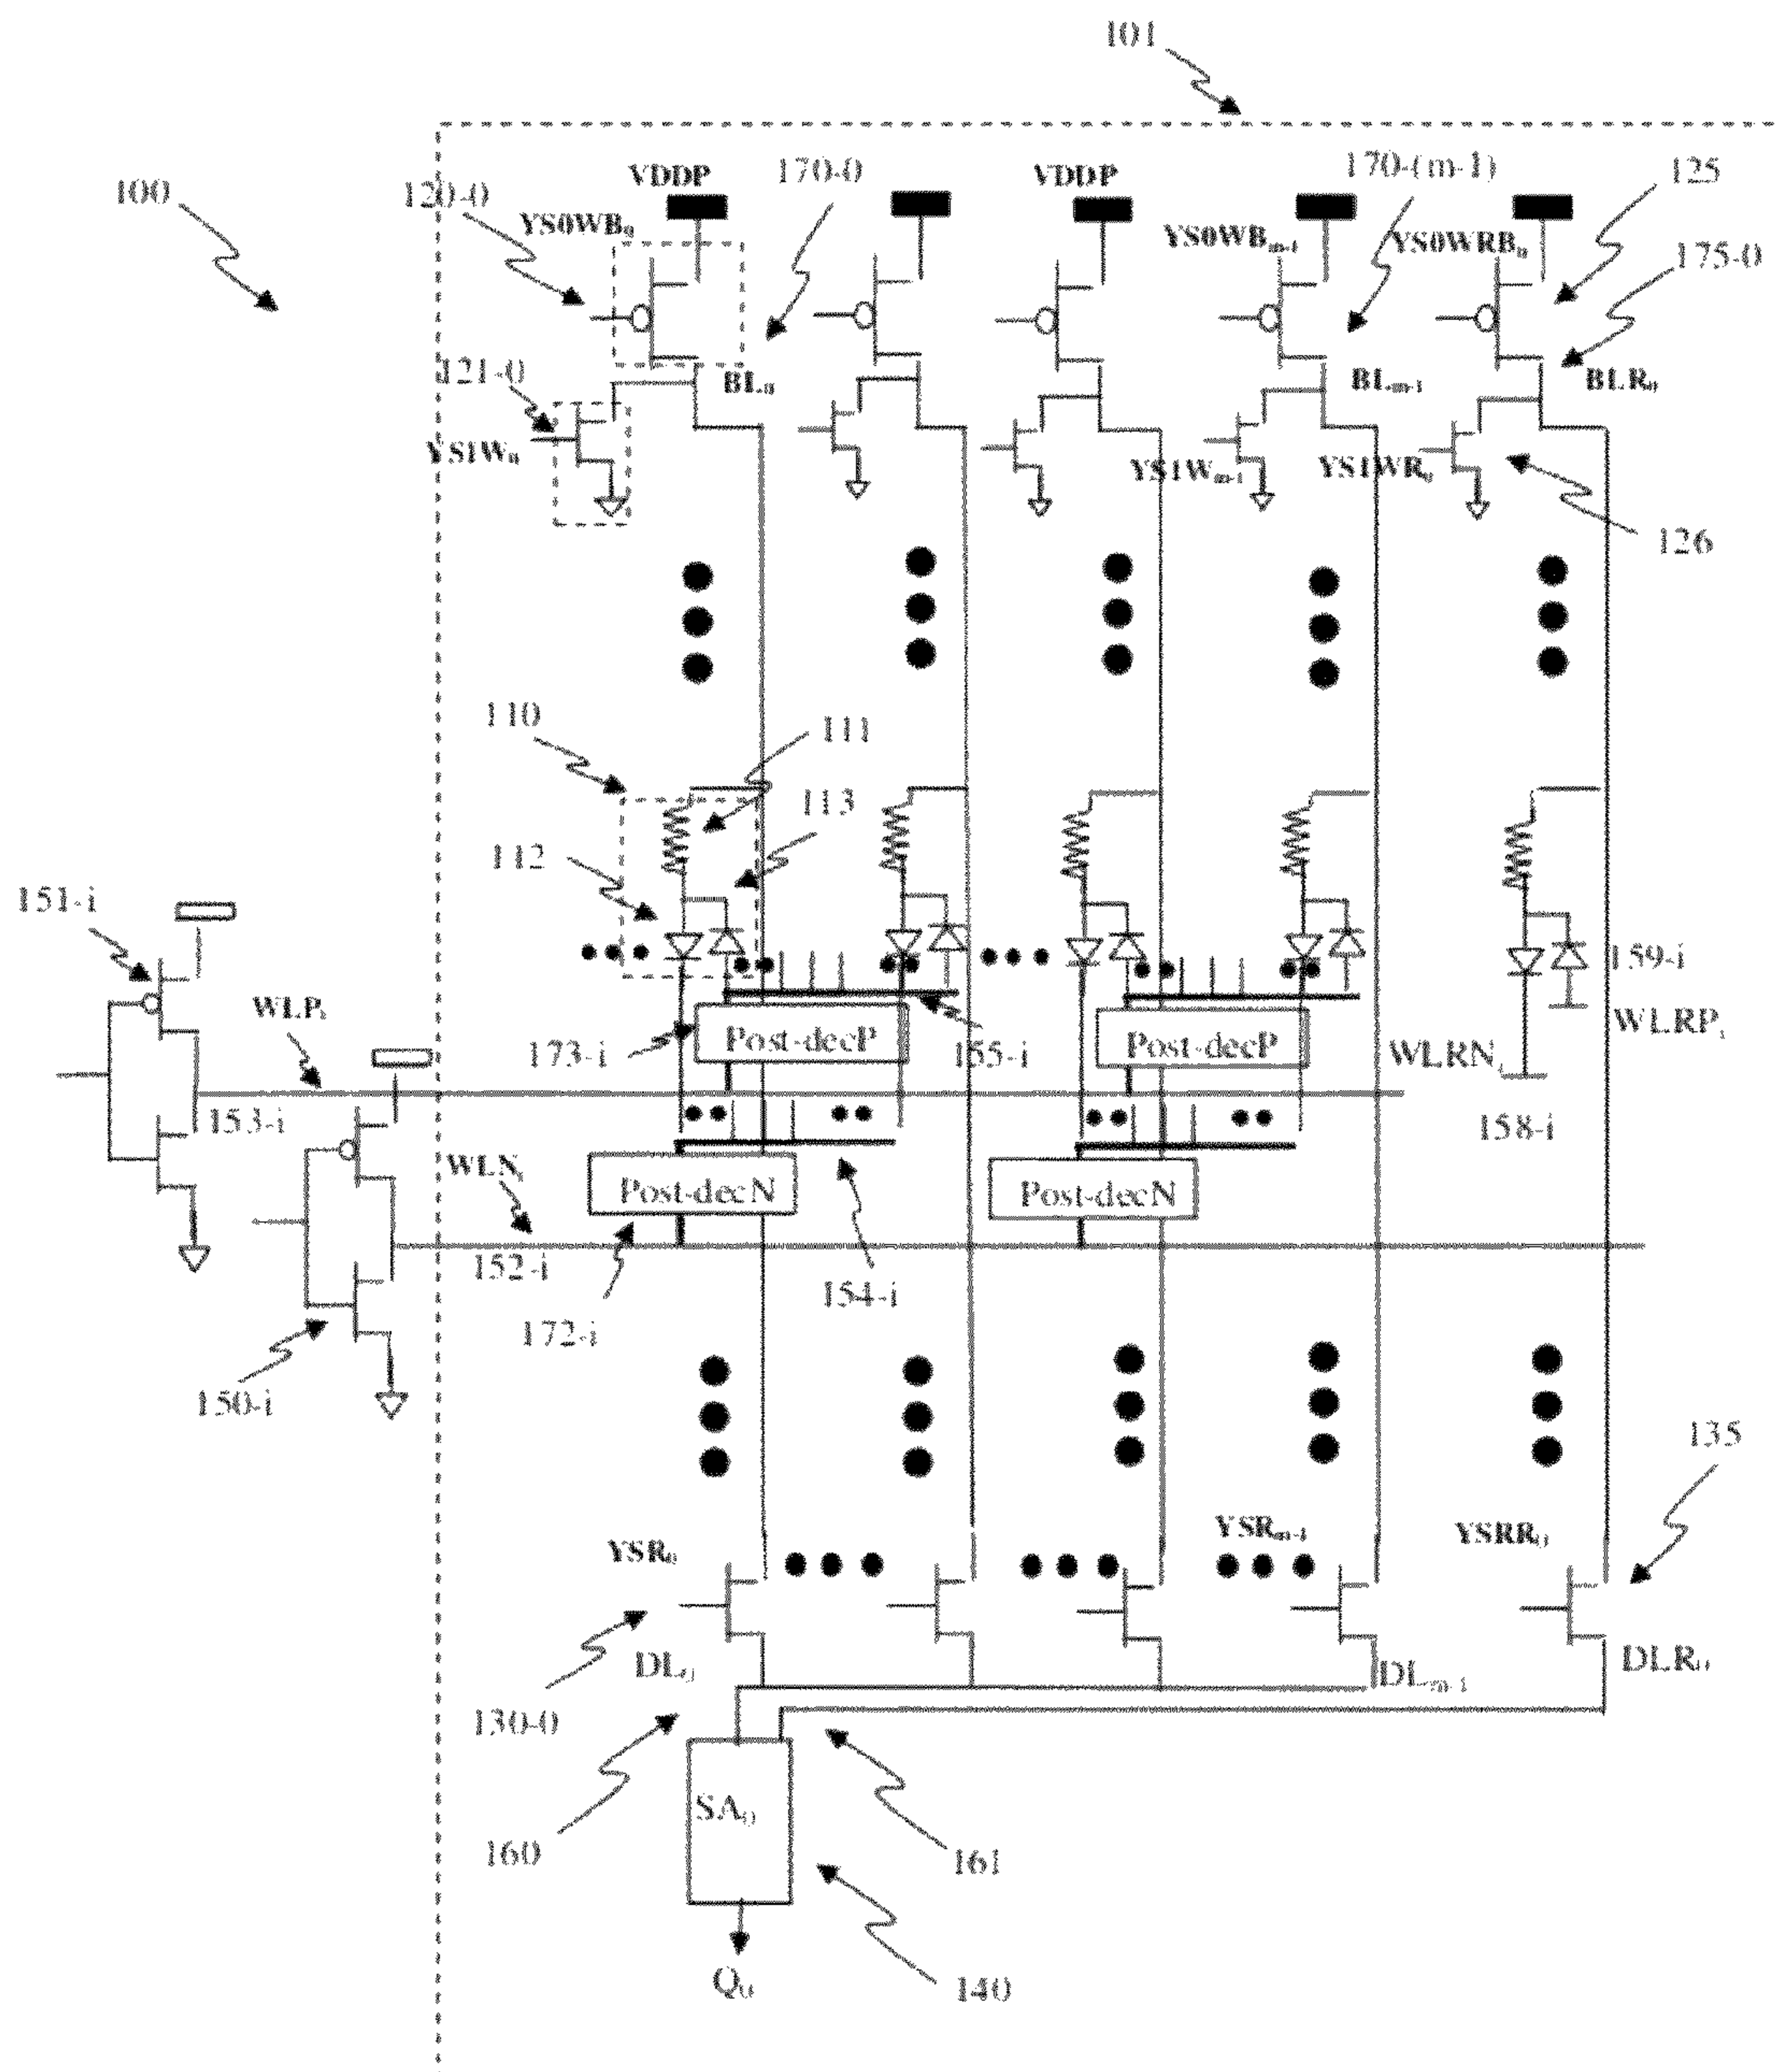 101
100
120-0
VDDP
170-0
VDDP
170-(m-1)
125
YS0WB₀
YS0WBₘ₋₁
YS0WRB₀
175-0
121-0
BL₀
BLₘ₋₁
BLR₀
YS1W₀
YS1Wₘ₋₁
YS1WR₀
126
110
111
113
112
151-i
159-i
WLPᵢ
WLRPᵢ
173-i
Post-decP
155-i
Post-decP
WLRNᵢ
153-i
158-i
WLNᵢ
Post-decN
Post-decN
152-i
154-i
172-i
150-i
135
YSR₀
YSRₘ₋₁
YSRR₀
DL₀
DLₘ₋₁
DLR₀
130-0
SA₀
160
161
Q₀
140